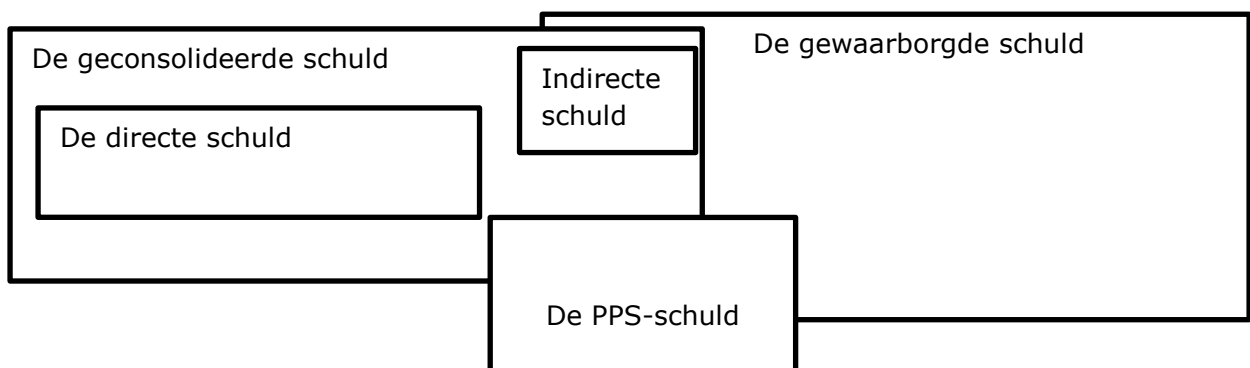 De geconsolideerde schuld
De gewaarborgde schuld
Indirecte
schuld
De directe schuld
De PPS-schuld